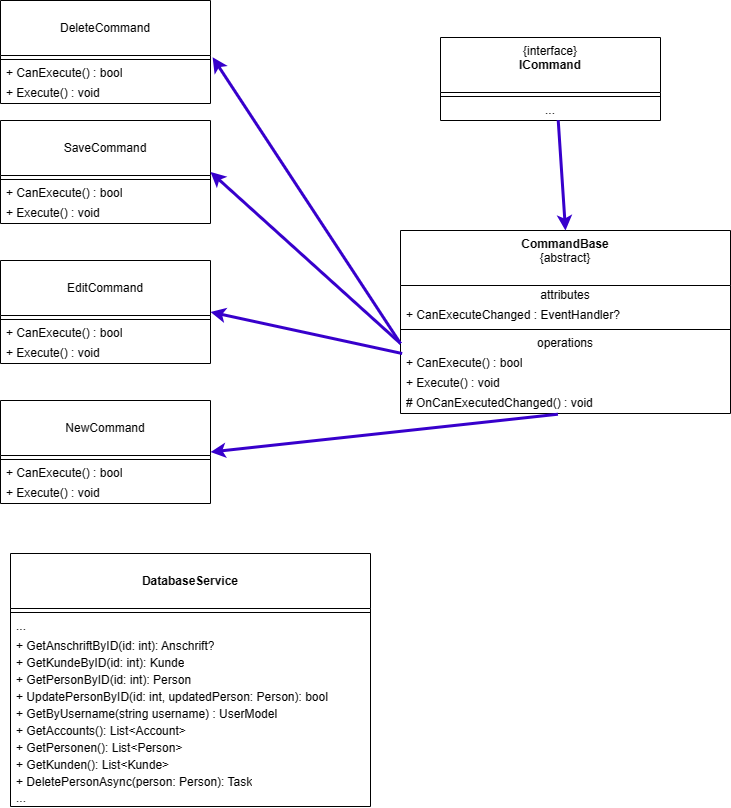 DeleteCommand
+ CanExecute() : bool
+ Execute() : void
SaveCommand
+ CanExecute() : bool
+ Execute() : void
EditCommand
+ CanExecute() : bool
+ Execute() : void
NewCommand
+ CanExecute() : bool
+ Execute() : void
{interface}
ICommand
...
CommandBase
{abstract}
attributes
+ CanExecuteChanged : EventHandler?
operations
+ CanExecute() : bool
+ Execute() : void
# OnCanExecutedChanged() : void
DatabaseService
...
+ GetAnschriftByID(id: int): Anschrift?
+ GetKundeByID(id: int): Kunde
+ GetPersonByID(id: int): Person
+ UpdatePersonByID(id: int, updatedPerson: Person): bool
+ GetByUsername(string username) : UserModel
+ GetAccounts(): List<Account>
+ GetPersonen(): List<Person>
+ GetKunden(): List<Kunde>
+ DeletePersonAsync(person: Person): Task
...